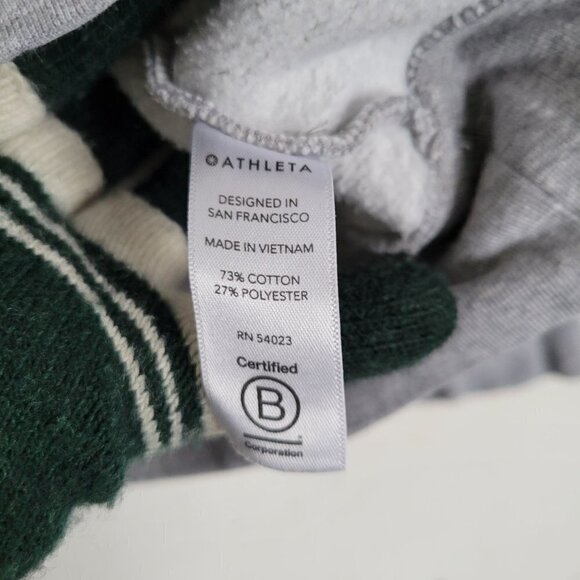 ATHLETA
DESIGNED IN
SAN FRANCISCO
MADE IN VIETNAM
73% COTTON
27% POLYESTER
RN 54023
Certified
B
Corporation